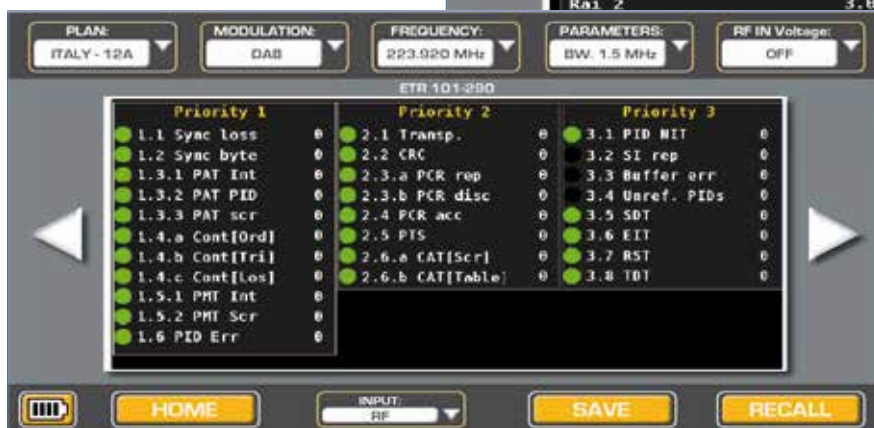 Rai 2 3.0
PLAN: MODULATION: FREQUENCY: PARAMETERS: RF IN Voltage:
ITALY - 12A DAB 223.920 MHz BW. 1.5 MHz OFF
ETR 101-290
Priority 1
1.1 Sync loss 0
1.2 Sync byte 0
1.3.1 PAT Int 0
1.3.2 PAT PID 0
1.3.3 PAT scr 0
1.4.a Cont[Ord] 0
1.4.b Cont[Tri] 0
1.4.c Cont[Los] 0
1.5.1 PMT Int 0
1.5.2 PMT Scr 0
1.6 PID Err 0
Priority 2
2.1 Transp. 0
2.2 CRC 0
2.3.a PCR rep 0
2.3.b PCR disc 0
2.4 PCR acc 0
2.5 PTS 0
2.6.a CAT[Scr] 0
2.6.b CAT[Table] 0
Priority 3
3.1 PID NIT 0
3.2 SI rep 0
3.3 Buffer err 0
3.4 Unref. PIDs 0
3.5 SDT 0
3.6 EIT 0
3.7 RST 0
3.8 TDT 0
HOME
INPUT:
RF
SAVE
RECALL